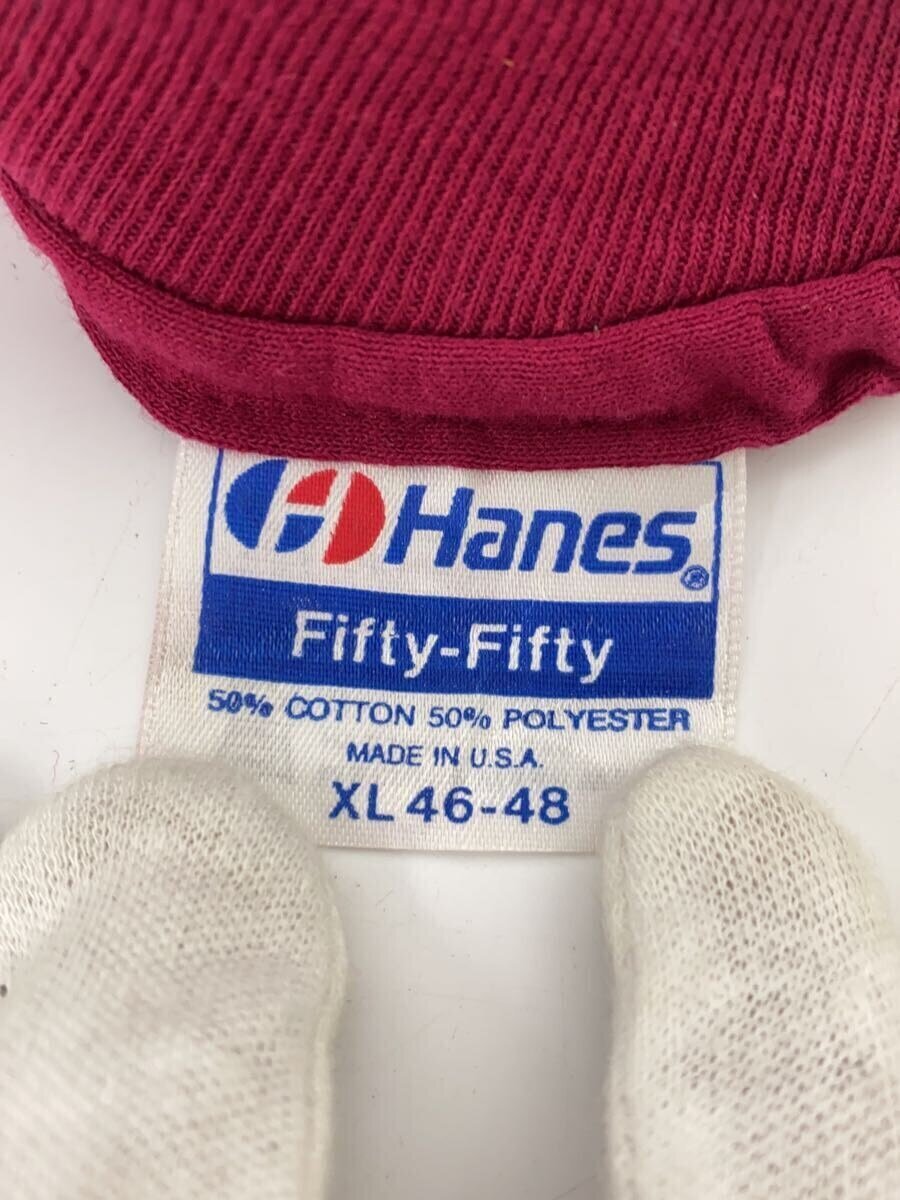 Hanes®
Fifty-Fifty
50% COTTON 50% POLYESTER
MADE IN U.S.A.
XL 46-48